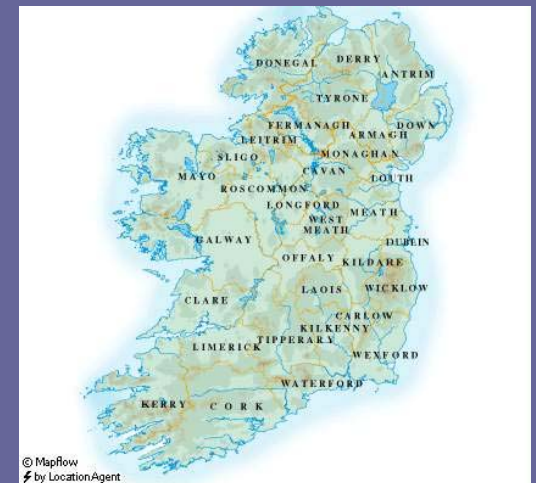 DONEGAL
DERRY
ANTRIM
TYRONE
FERMANAGH
DOWN
ARMAGH
LEITRIM
MONAGHAN
SLIGO
CAVAN
LOUTH
MAYO
ROSCOMMON
LONGFORD
MEATH
WEST
MEATH
GALWAY
DUBLIN
OFFALY
KILDARE
LAOIS
WICKLOW
CLARE
CARLOW
KILKENNY
TIPPERARY
LIMERICK
WEXFORD
WATERFORD
KERRY
CORK
© Mapflow
by LocationAgent